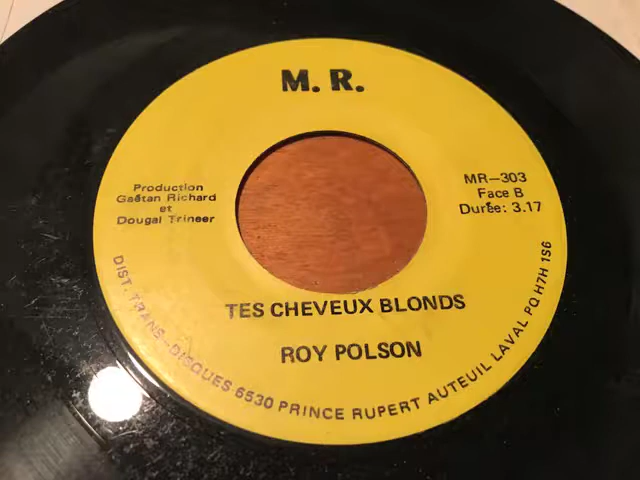 M. R.
Production
Gaëtan Richard
et
Dougal Trineer
MR-303
Face B
Durée: 3.17
TES CHEVEUX BLONDS
ROY POLSON
DIST. TRANS-DISQUES 6530 PRINCE RUPERT AUTEUIL LAVAL PQ H7H 1S6